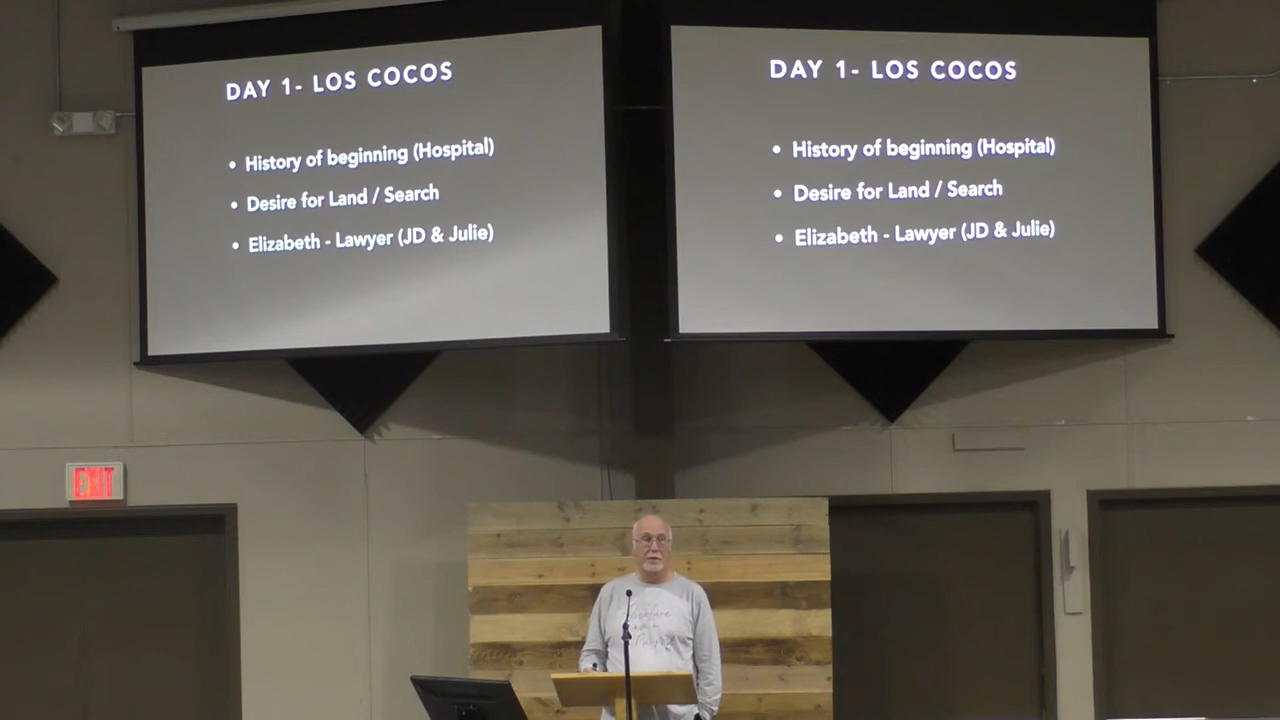 DAY 1- LOS COCOS
• History of beginning (Hospital)
• Desire for Land / Search
• Elizabeth - Lawyer (JD & Julie)
DAY 1- LOS COCOS
• History of beginning (Hospital)
• Desire for Land / Search
• Elizabeth - Lawyer (JD & Julie)
EXIT